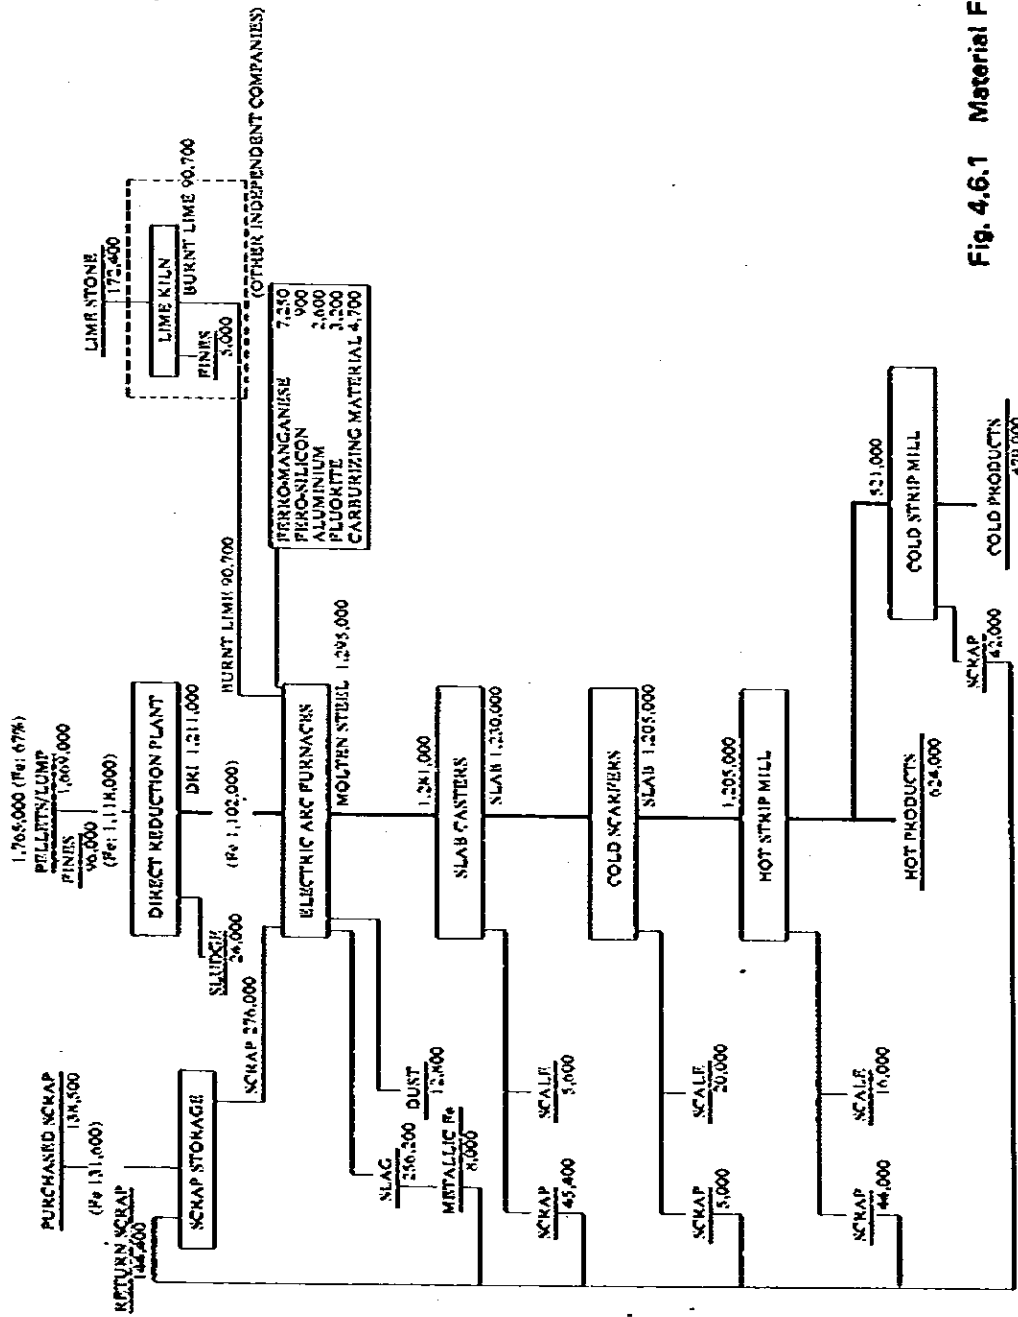 1,765,000 (Fe: 67%)
PELLETS/LUMP
1,669,000
FINES
96,000
(Fe: 1,118,000)
DIRECT REDUCTION PLANT
SLUDGE
26,000
DRI 1,211,000
(Fe 1,102,000)
PURCHASED SCRAP
138,500
(Fe 131,600)
RETURN SCRAP
144,400
SCRAP STORAGE
SCRAP 276,000
LIME STONE
172,400
LIME KILN
FINES
5,000
BURNT LIME 90,700
(OTHER INDEPENDENT COMPANIES)
BURNT LIME 90,700
FERRO-MANGANESE 7,250
FERO-SILICON 900
ALUMINIUM 2,600
FLUORITE 3,200
CARBURIZING MATERIAL 4,700
ELECTRIC ARC FURNACES
MOLTEN STEEL 1,295,000
SLAG
256,200
DUST
12,800
METALLIC Fe
8,000
1,281,000
SLAB CASTERS
SLAB 1,230,000
SCRAP
45,400
SCALE
5,600
COLD SCARFERS
SLAB 1,205,000
SCRAP
5,000
SCALE
20,000
1,205,000
HOT STRIP MILL
SCRAP
44,000
SCALE
16,000
HOT PRODUCTS
624,000
521,000
COLD STRIP MILL
SCRAP
42,000
COLD PRODUCTS
Fig. 4.6.1 Material F